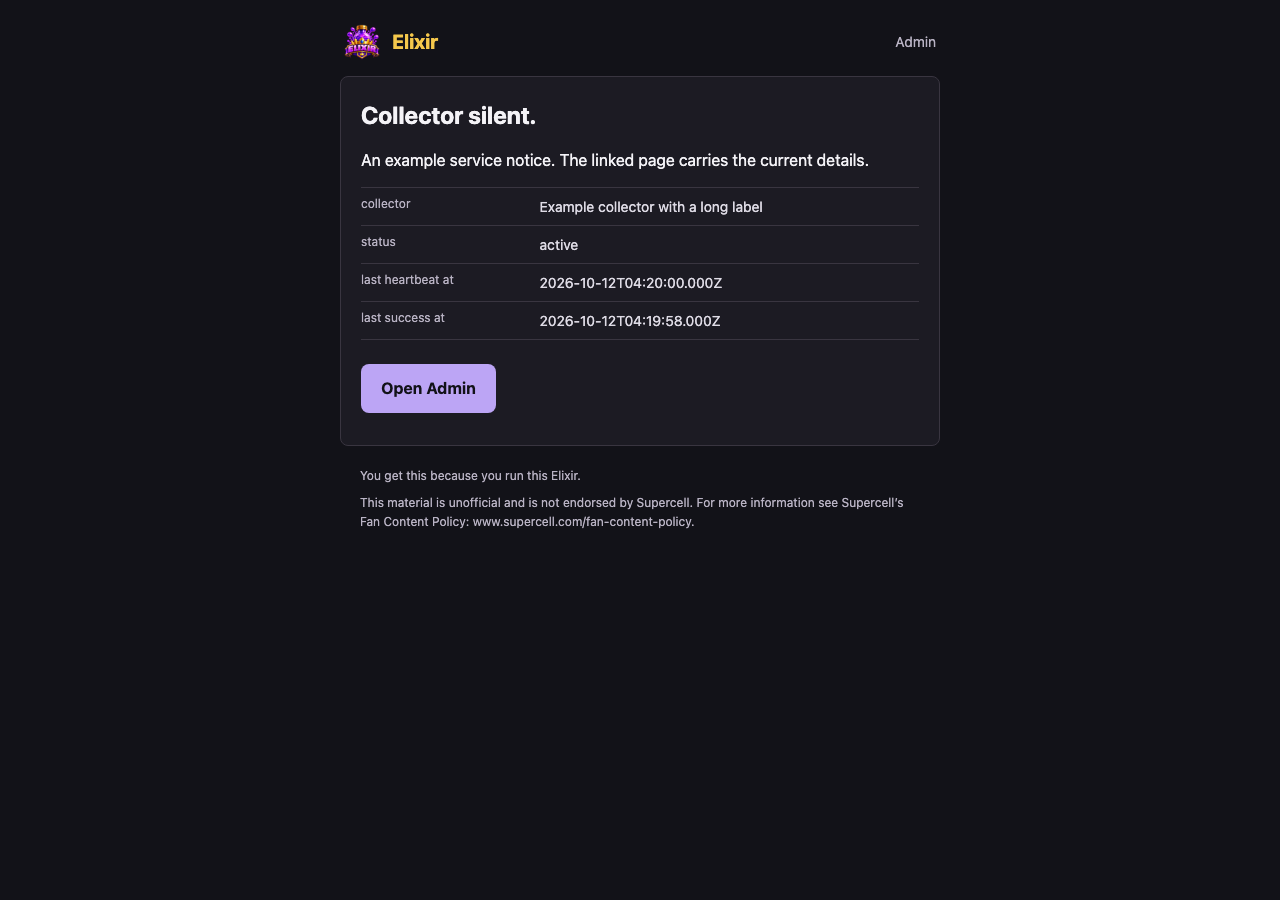 ELIXIR
Elixir
Admin
Collector silent.
An example service notice. The linked page carries the current details.
collector
Example collector with a long label
status
active
last heartbeat at
2026-10-12T04:20:00.000Z
last success at
2026-10-12T04:19:58.000Z
Open Admin
You get this because you run this Elixir.
This material is unofficial and is not endorsed by Supercell. For more information see Supercell's
Fan Content Policy: www.supercell.com/fan-content-policy.